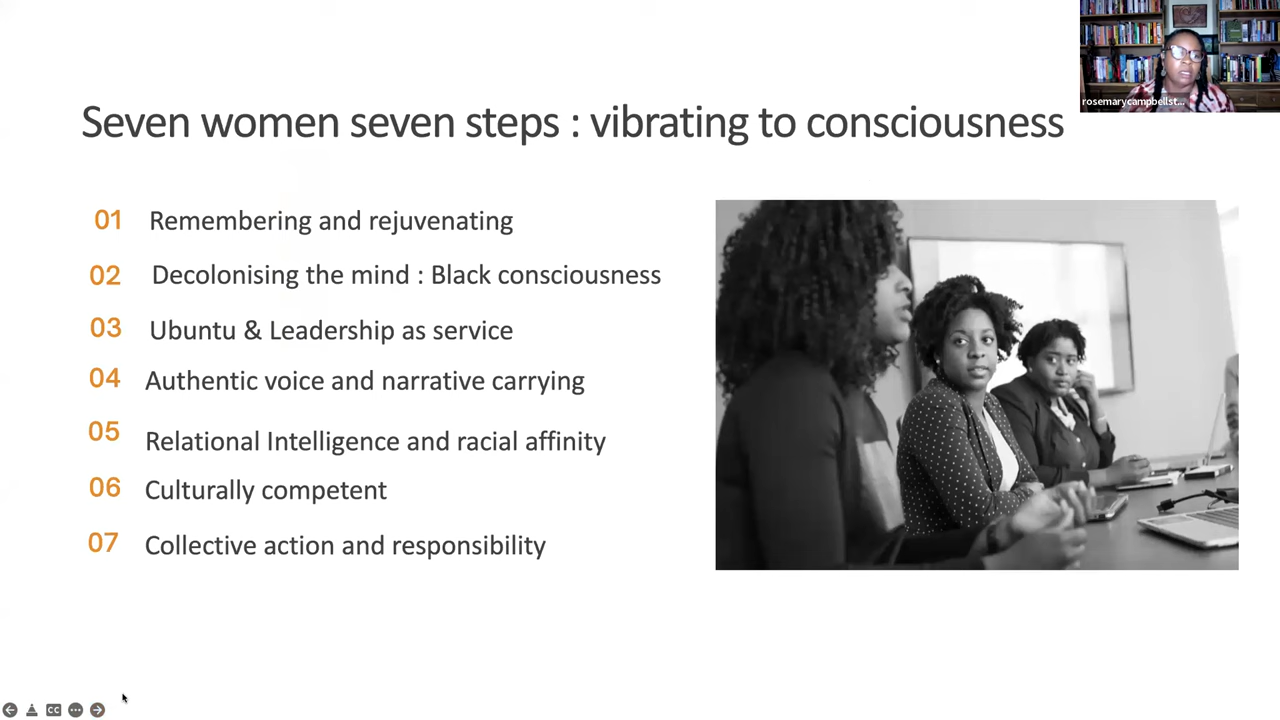 rosemarycampbellst...
Seven women seven steps : vibrating to consciousness
01 Remembering and rejuvenating
02 Decolonising the mind : Black consciousness
03 Ubuntu & Leadership as service
04 Authentic voice and narrative carrying
05 Relational Intelligence and racial affinity
06 Culturally competent
07 Collective action and responsibility
CC